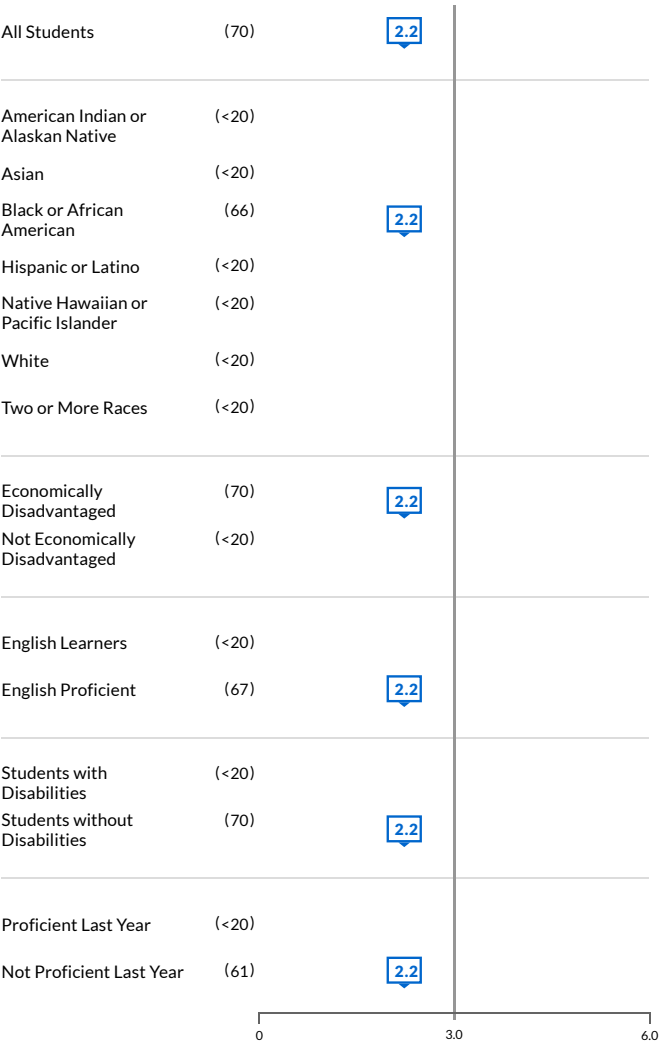 All Students (70) 2.2
American Indian or (<20)
Alaskan Native
Asian (<20)
Black or African (66) 2.2
American
Hispanic or Latino (<20)
Native Hawaiian or (<20)
Pacific Islander
White (<20)
Two or More Races (<20)
Economically (70) 2.2
Disadvantaged
Not Economically (<20)
Disadvantaged
English Learners (<20)
English Proficient (67) 2.2
Students with (<20)
Disabilities
Students without (70) 2.2
Disabilities
Proficient Last Year (<20)
Not Proficient Last Year (61) 2.2
0 3.0 6.0